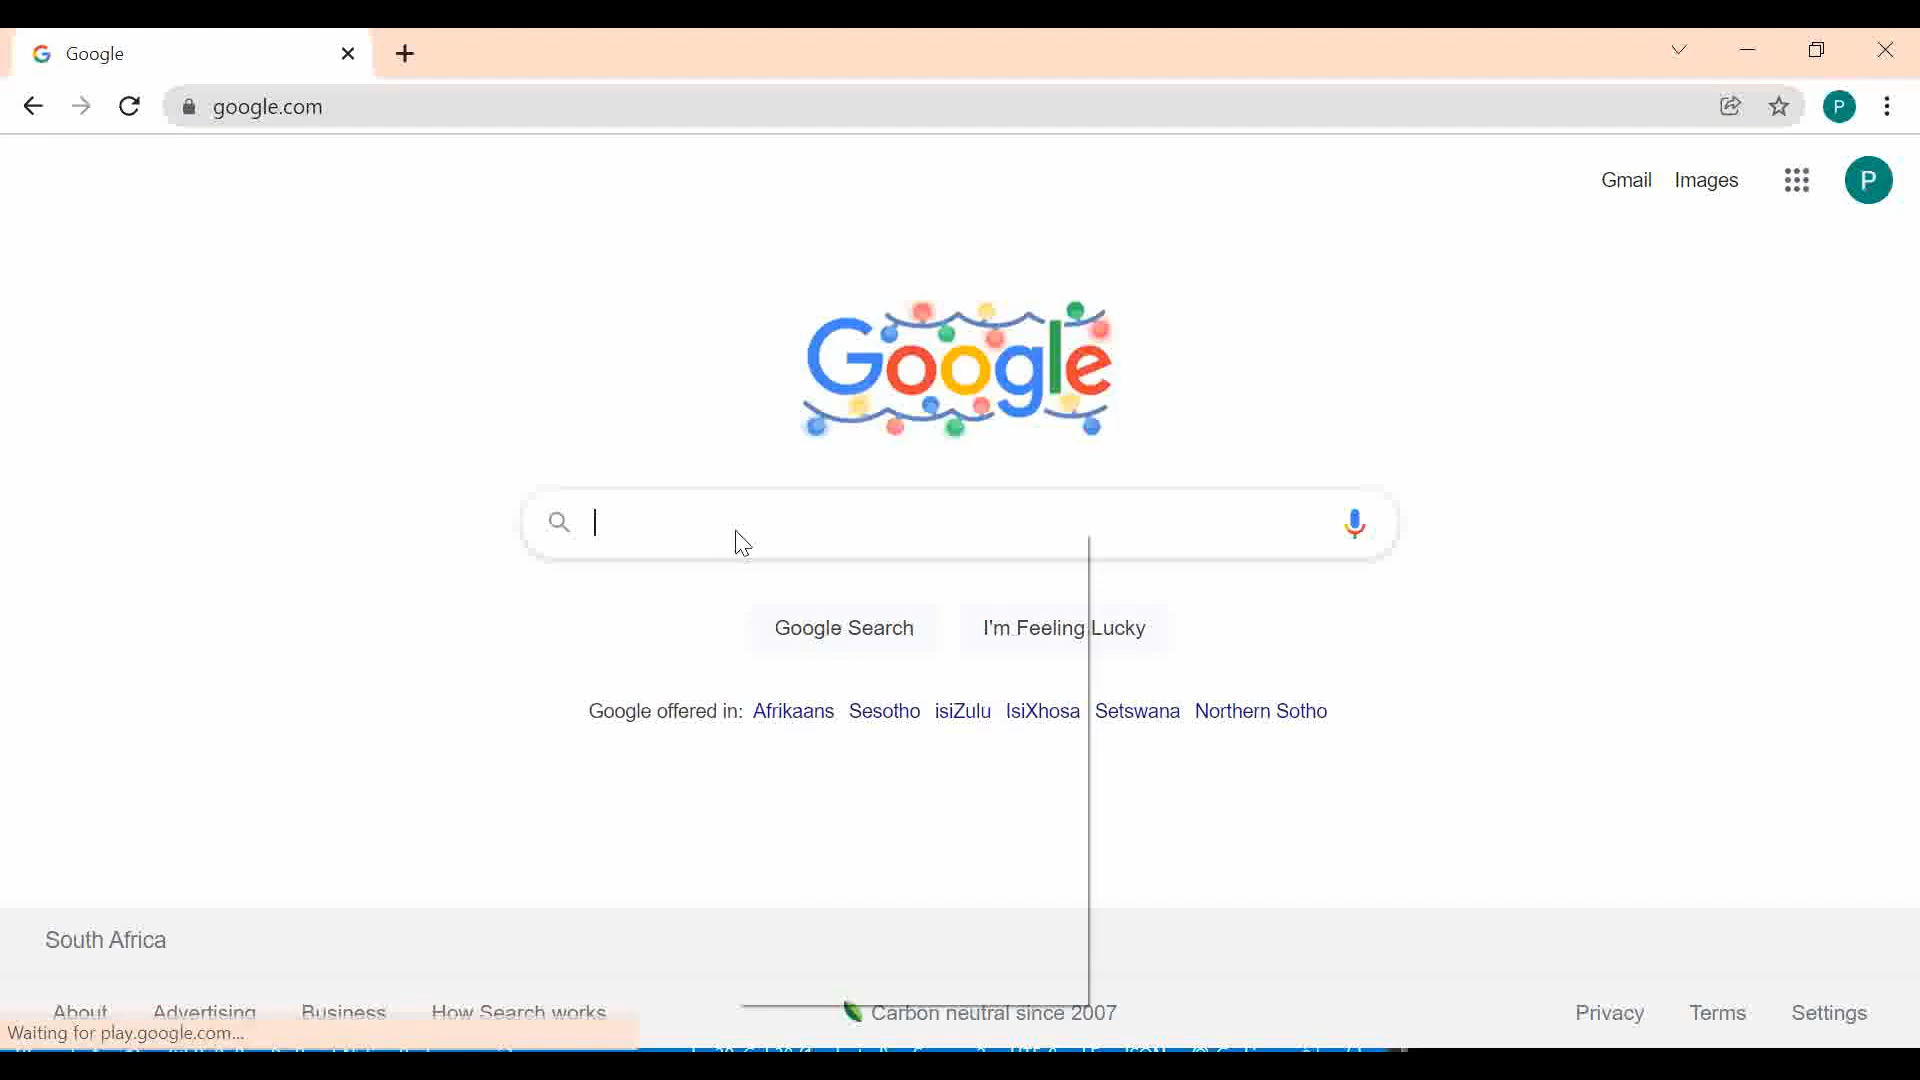 Google
google.com
P
Gmail Images
P
Google
Google Search I'm Feeling Lucky
Google offered in: Afrikaans Sesotho isiZulu IsiXhosa Setswana Northern Sotho
South Africa
About Advertising Business How Search works Carbon neutral since 2007 Privacy Terms Settings
Waiting for play.google.com...